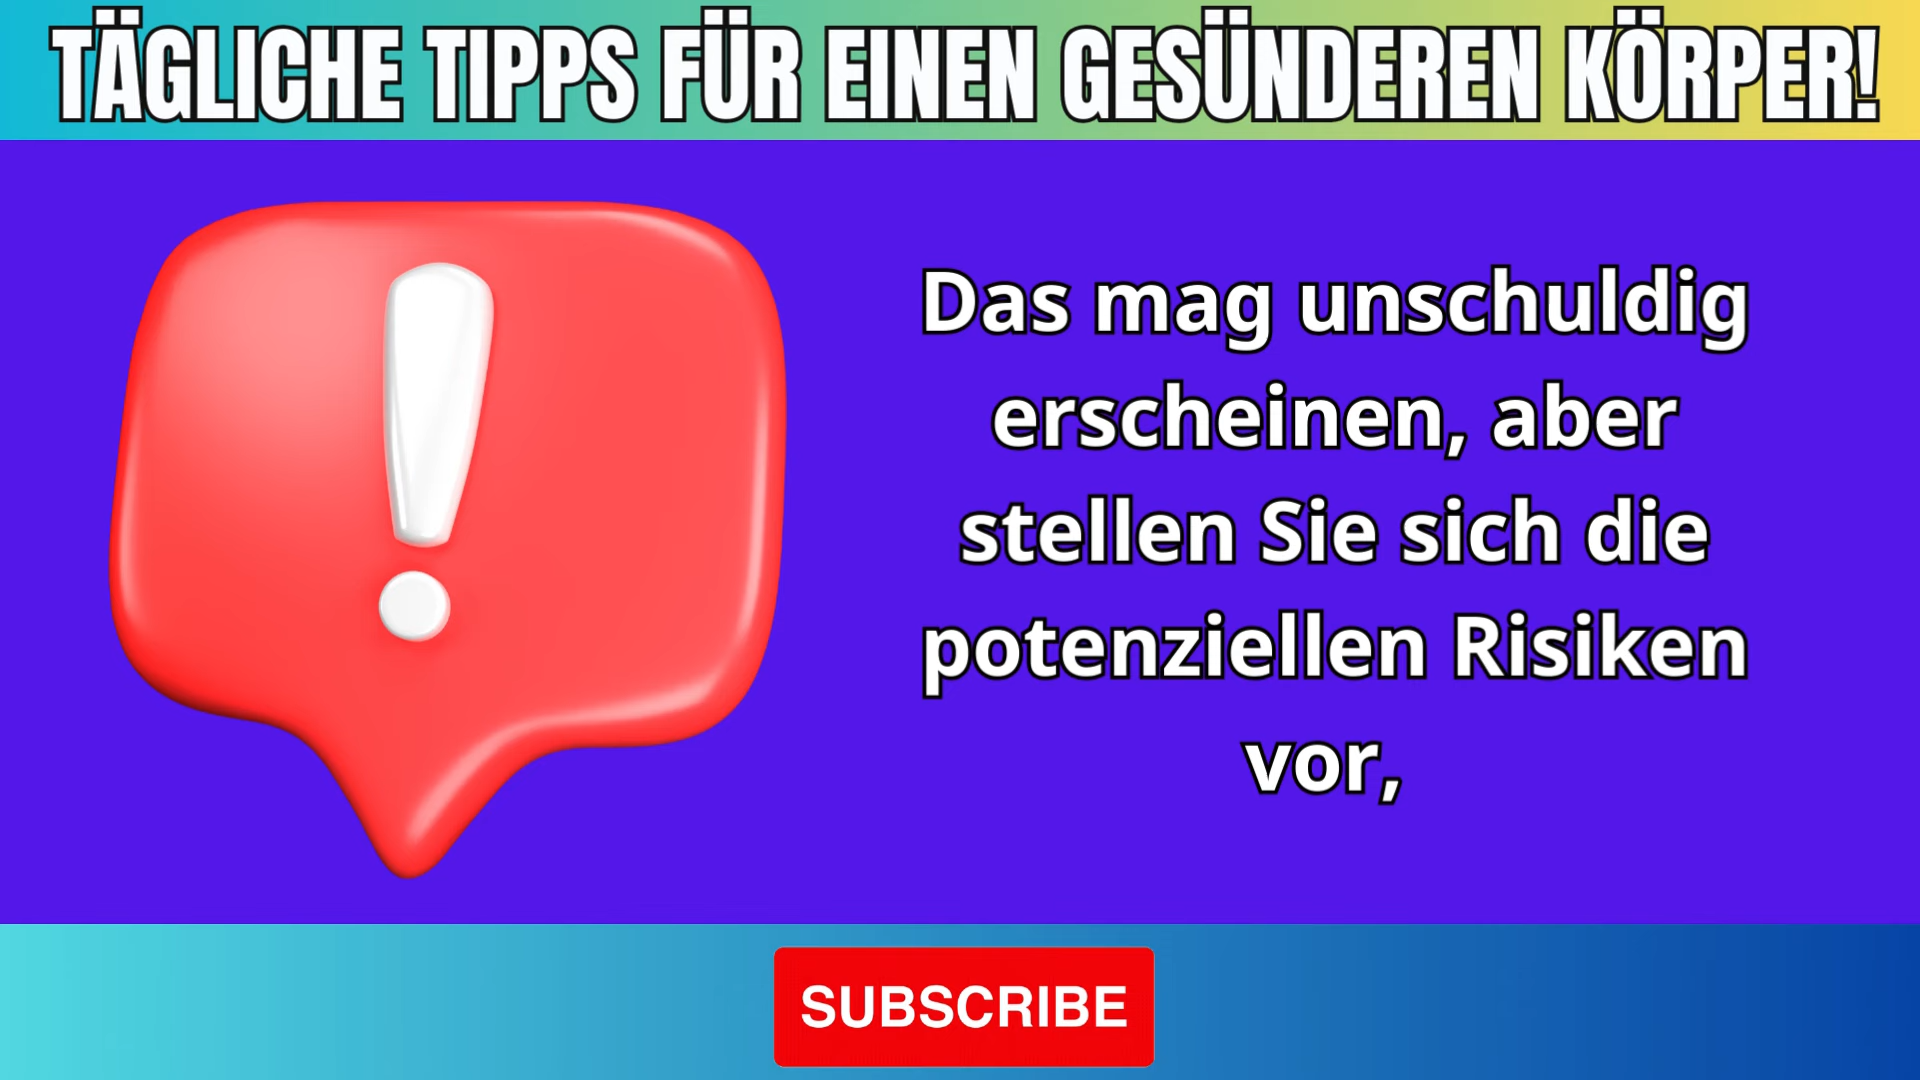 TÄGLICHE TIPPS FÜR EINEN GESÜNDEREN KÖRPER!
Das mag unschuldig
erscheinen, aber
stellen Sie sich die
potenziellen Risiken
vor,
SUBSCRIBE